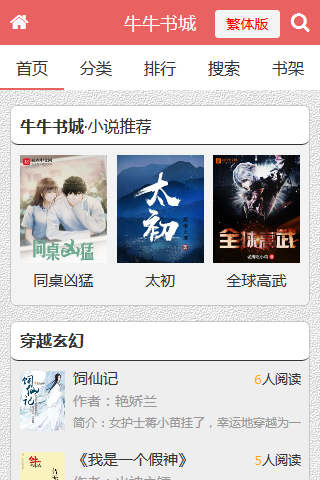 牛牛书城
繁体版
首页 分类 排行 搜索 书架
牛牛书城·小说推荐
同桌凶猛
太初
全球高武
同桌凶猛 太初 全球高武
穿越玄幻
饲仙记
饲仙记 6人阅读
作者：艳娇兰
简介：女护士蒋小苗挂了，幸运地穿越为一
《我是一个假神》 5人阅读